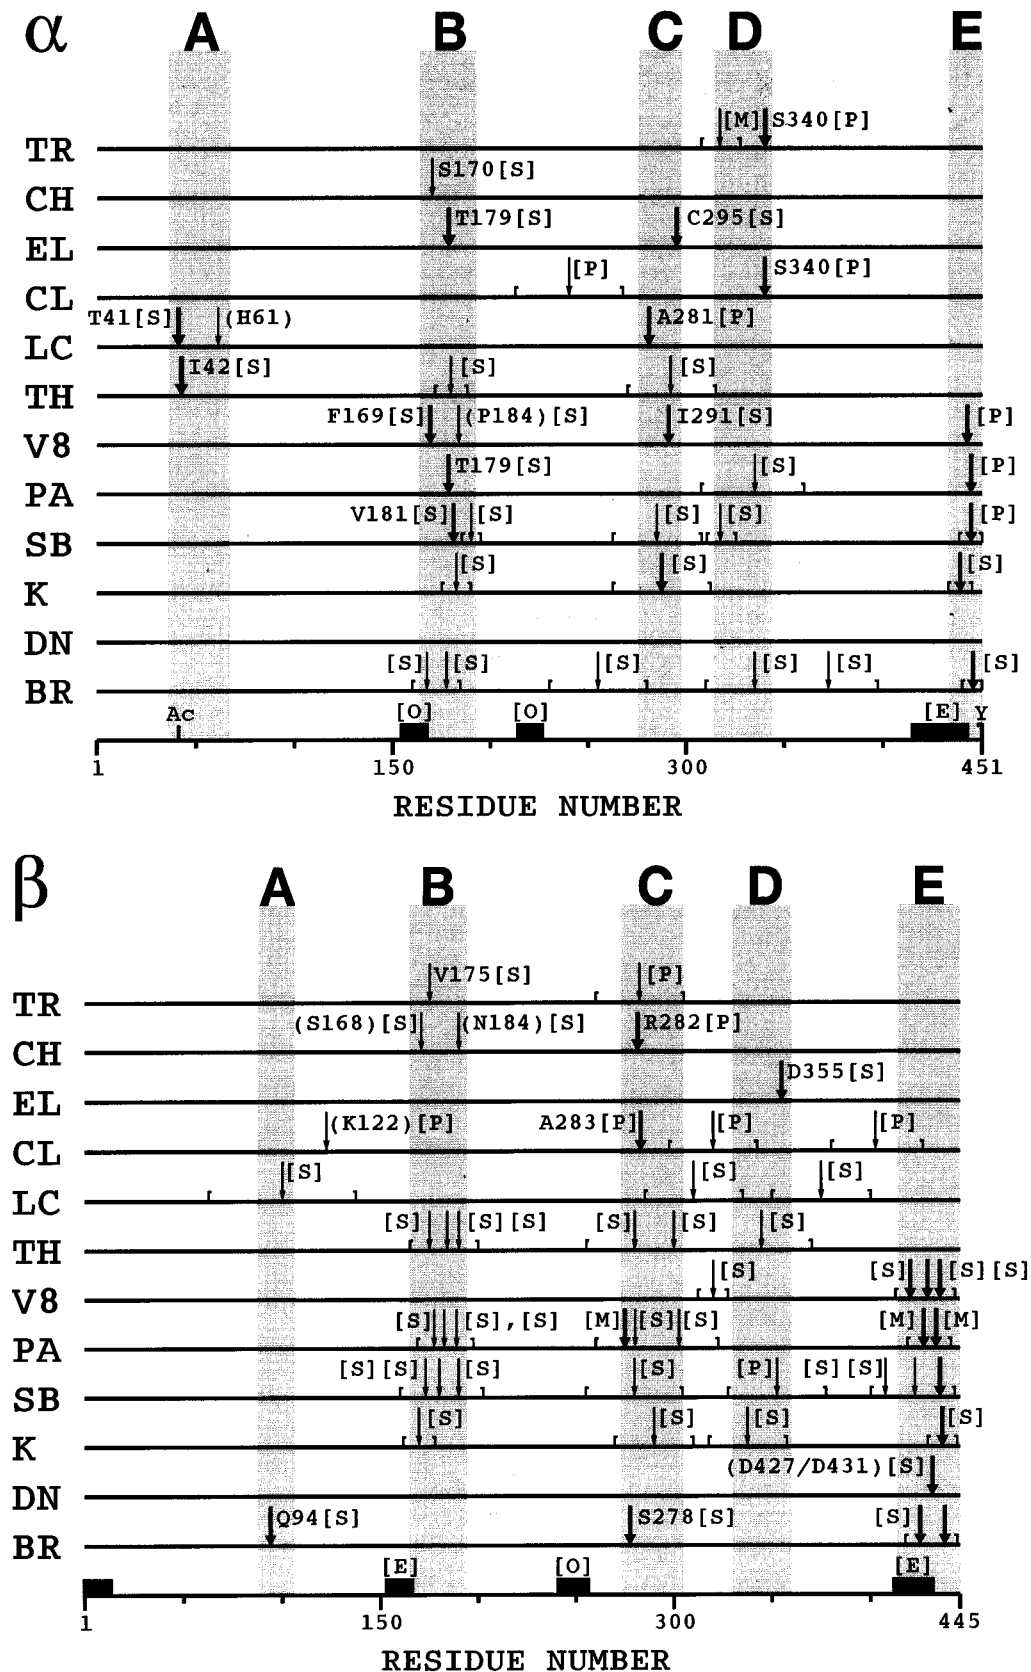 α A B C D E
TR [M] S340[P]
CH S170[S]
EL T179[S] C295[S]
CL [P] S340[P]
LC T41[S] (H61) A281[P]
TH I42[S] [S] [S]
V8 F169[S] (P184)[S] I291[S] [P]
PA T179[S] [S] [P]
SB V181[S] [S] [S] [S] [P]
K [S] [S] [S]
DN
BR [S] [S] [S] [S] [S] [S]
Ac [O] [O] [E] Y
1 150 300 451
RESIDUE NUMBER
β A B C D E
TR V175[S] [P]
CH (S168)[S] (N184)[S] R282[P]
EL D355[S]
CL (K122)[P] A283[P] [P] [P]
LC [S] [S] [S]
TH [S] [S][S] [S] [S] [S]
V8 [S] [S] [S][S]
PA [S] [S],[S] [M] [S] [S] [M] [M]
SB [S][S] [S] [S] [P] [S][S]
K [S] [S] [S] [S]
DN (D427/D431)[S]
BR Q94[S] S278[S] [S]
[E] [O] [E]
1 150 300 445
RESIDUE NUMBER